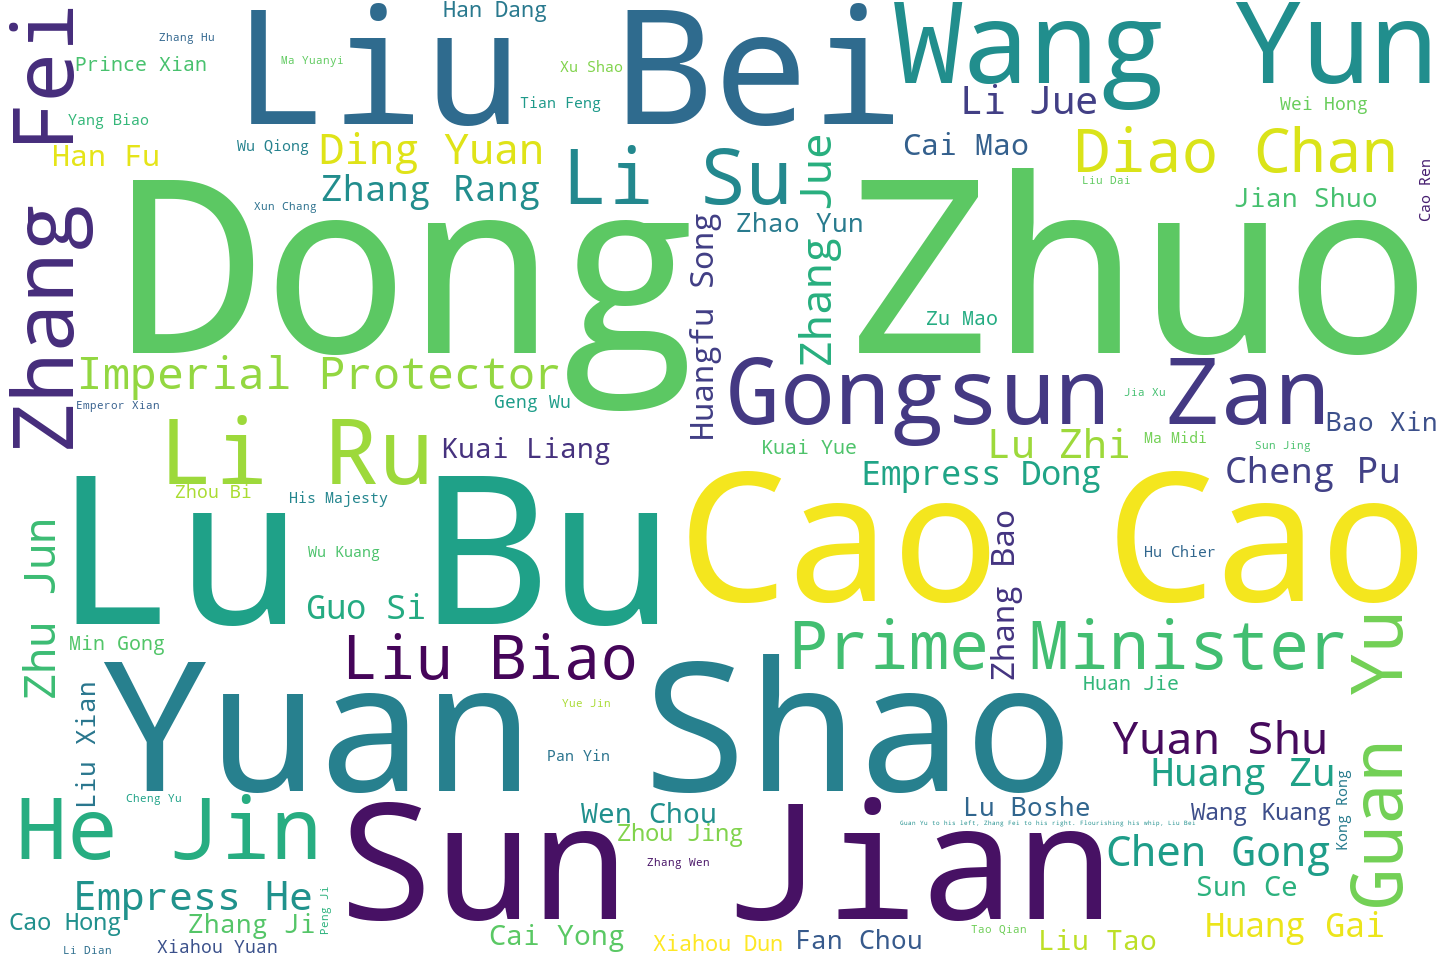 Han Dang
Liu Bei
Wang Yun
Zhang Fei
Zhang Hu
Prince Xian
Ma Yuanyi
Xu Shao
Tian Feng
Li Jue
Wei Hong
Yang Biao
Han Fu
Wu Qiong
Ding Yuan
Li Su
Zhang Jue
Cai Mao
Diao Chan
Cao Ren
Zhang Rang
Liu Dai
Jian Shuo
Xun Chang
Zhao Yun
Huangfu Song
Dong Zhuo
Zu Mao
Imperial Protector
Emperor Xian
Geng Wu
Gongsun Zan
Jia Xu
Bao Xin
Li Ru
Kuai Liang
Kuai Yue
Lu Zhi
Ma Midi
Sun Jing
Empress Dong
Cheng Pu
Zhou Bi
His Majesty
Lu Bu
Cao Cao
Zhu Jun
Wu Kuang
Zhang Bao
Hu Chier
Guo Si
Min Gong
Liu Biao
Prime Minister
Guan Yu
Huan Jie
Liu Xian
Yuan Shao
Yue Jin
Pan Yin
Yuan Shu
Huang Zu
Cheng Yu
He Jin
Sun Jian
Wen Chou
Lu Boshe
Wang Kuang
Kong Rong
Guan Yu to his left, Zhang Fei to his right. Flourishing his whip, Liu Bei
Zhou Jing
Zhang Wen
Chen Gong
Sun Ce
Empress He
Peng Ji
Cao Hong
Zhang Ji
Cai Yong
Xiahou Dun
Fan Chou
Tao Qian
Liu Tao
Huang Gai
Li Dian
Xiahou Yuan